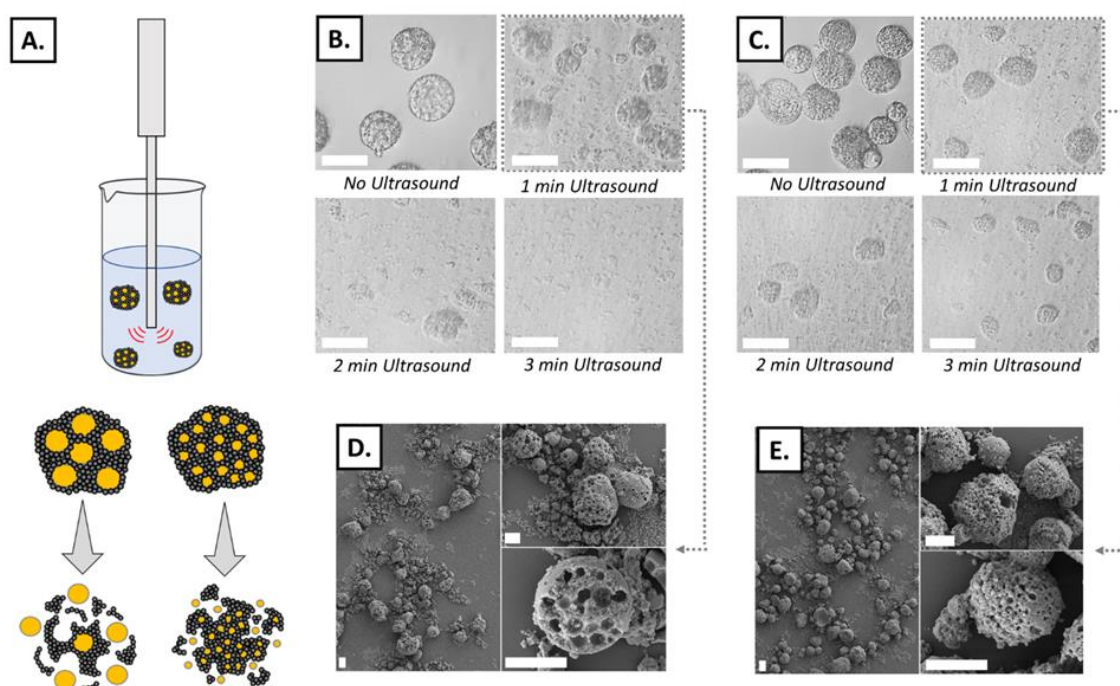 A.
B.
No Ultrasound
1 min Ultrasound
2 min Ultrasound
3 min Ultrasound
C.
No Ultrasound
1 min Ultrasound
2 min Ultrasound
3 min Ultrasound
D.
E.